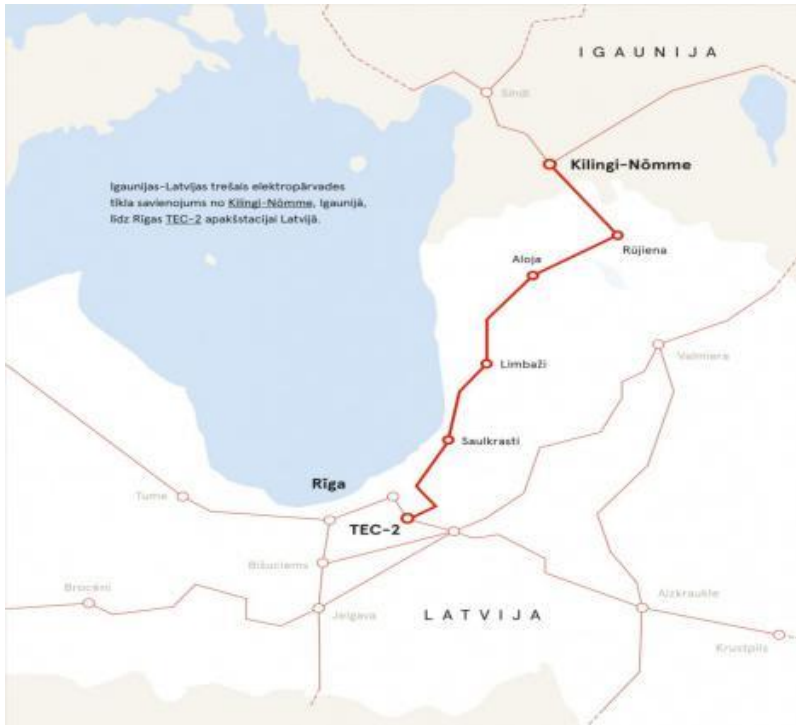 IGAUNIJA
Sindi
Kilingi-Nõmme
Igaunijas-Latvijas trešais elektropārvades
tīkla savienojums no Kilingi-Nõmme, Igaunijā,
līdz Rīgas TEC-2 apakšstacijai Latvijā.
Rūjiena
Aloja
Valmiera
Limbaži
Saulkrasti
Rīga
Tume
TEC-2
Bišuciems
Brocēni
Aizkraukle
Jelgava
LATVIJA
Krustpils